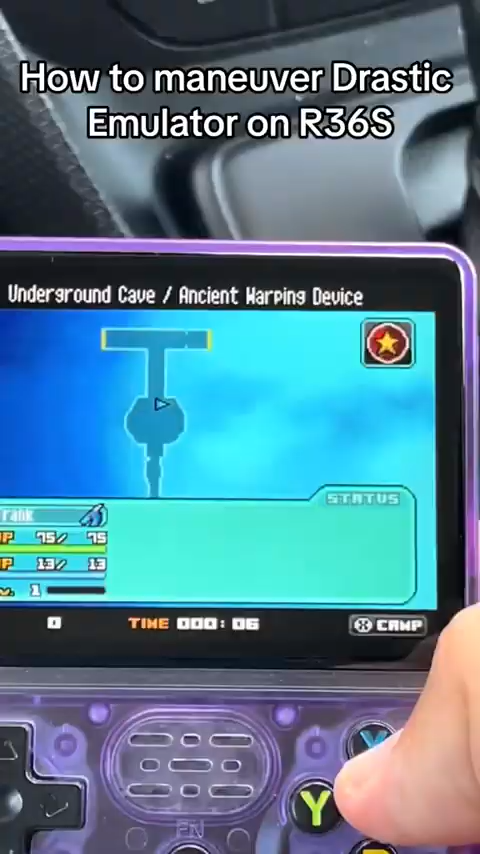 How to maneuver Drastic
Emulator on R36S
Underground Cave / Ancient Warping Device
STATUS
75/ 75
13/ 13
1
0 TIME 000:06 CAMP
X
Y
FN